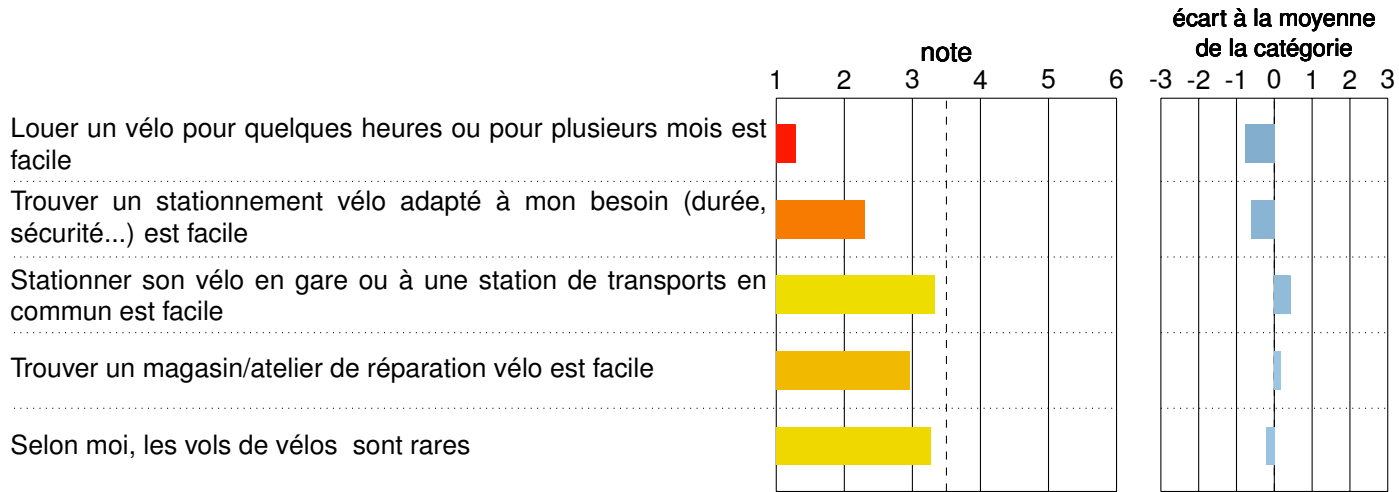 écart à la moyenne
note de la catégorie
1 2 3 4 5 6 -3 -2 -1 0 1 2 3
Louer un vélo pour quelques heures ou pour plusieurs mois est
facile
Trouver un stationnement vélo adapté à mon besoin (durée,
sécurité...) est facile
Stationner son vélo en gare ou à une station de transports en
commun est facile
Trouver un magasin/atelier de réparation vélo est facile
Selon moi, les vols de vélos sont rares